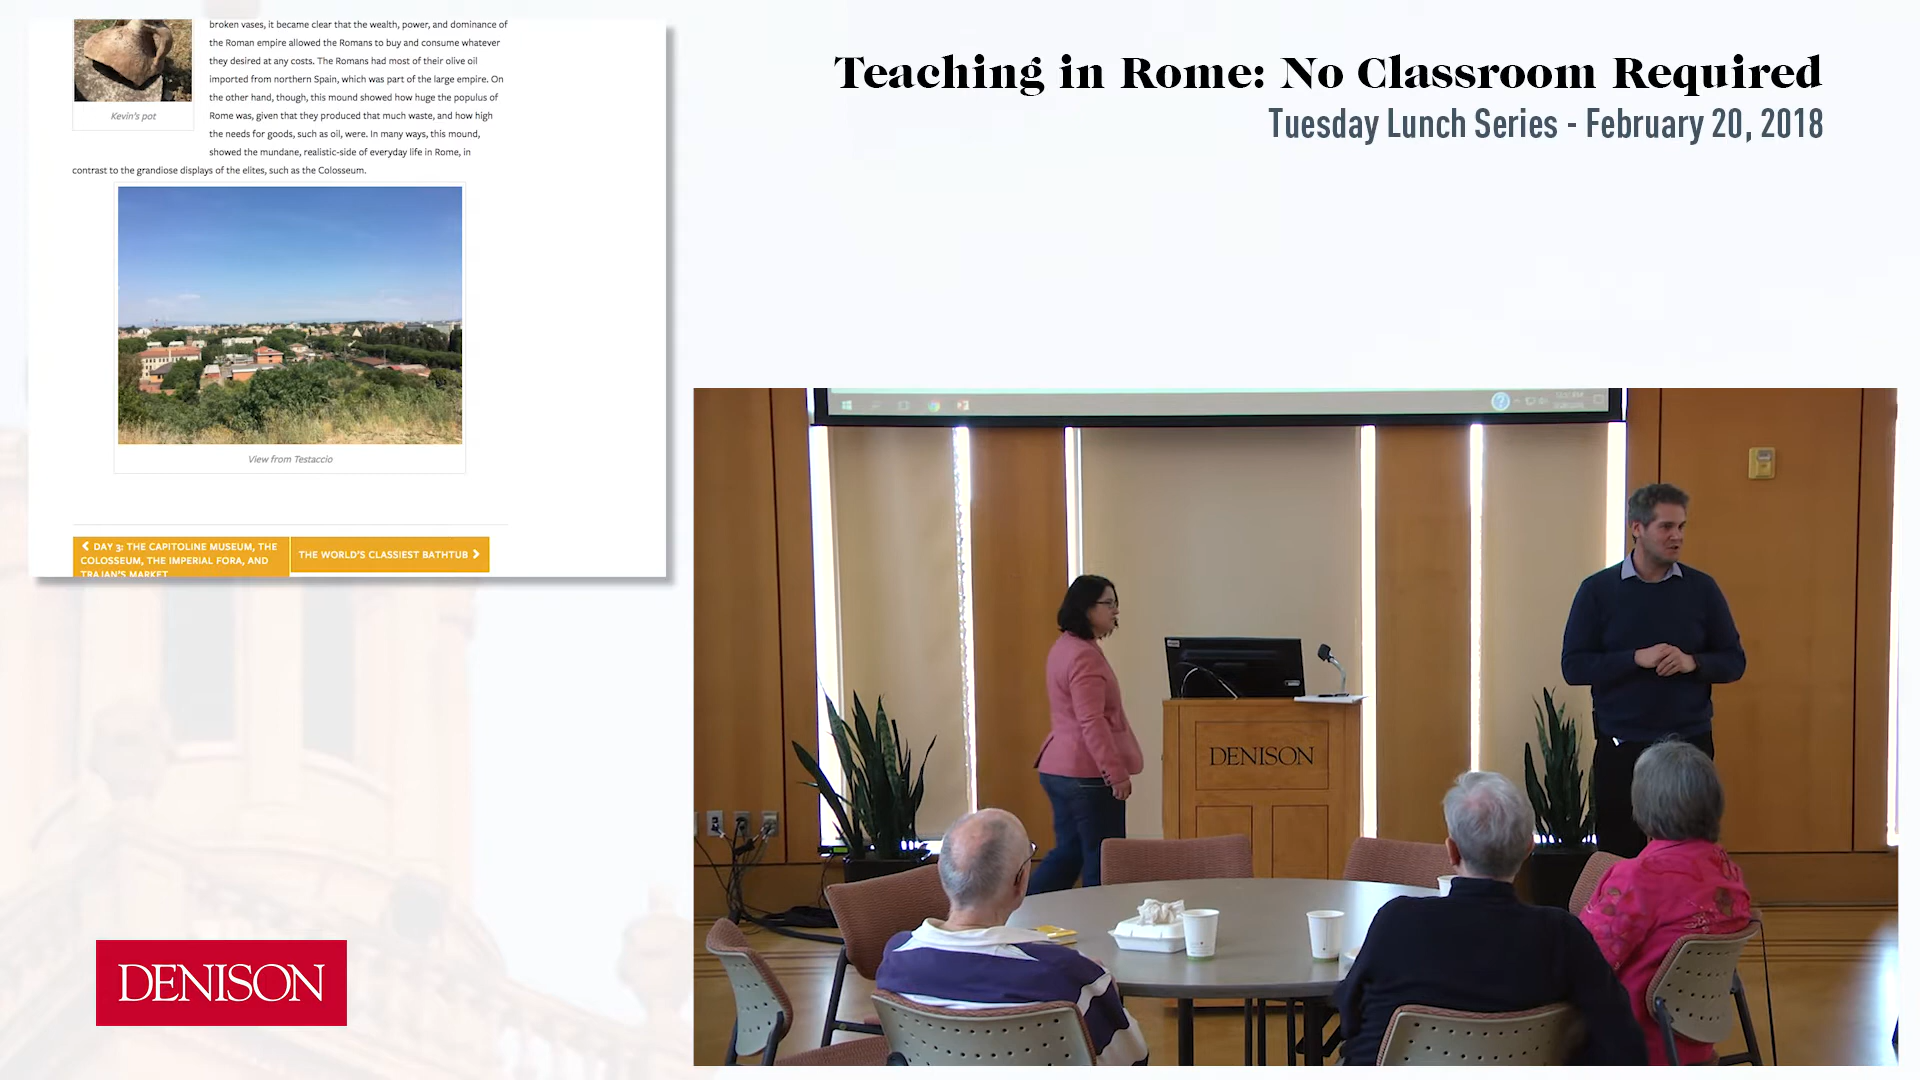 Teaching in Rome: No Classroom Required
Tuesday Lunch Series - February 20, 2018
broken vases, it became clear that the wealth, power, and dominance of
the Roman empire allowed the Romans to buy and consume whatever
they desired at any costs. The Romans had most of their olive oil
imported from northern Spain, which was part of the large empire. On
the other hand, though, this mound showed how huge the populus of
Rome was, given that they produced that much waste, and how high
the needs for goods, such as oil, were. In many ways, this mound,
showed the mundane, realistic-side of everyday life in Rome, in
contrast to the grandiose displays of the elites, such as the Colosseum.
Kevin's pot
View from Testaccio
DAY 3: THE CAPITOLINE MUSEUM, THE
COLOSSEUM, THE IMPERIAL FORA, AND
TRAJAN'S MARKET
THE WORLD'S CLASSIEST BATHTUB
DENISON
DENISON